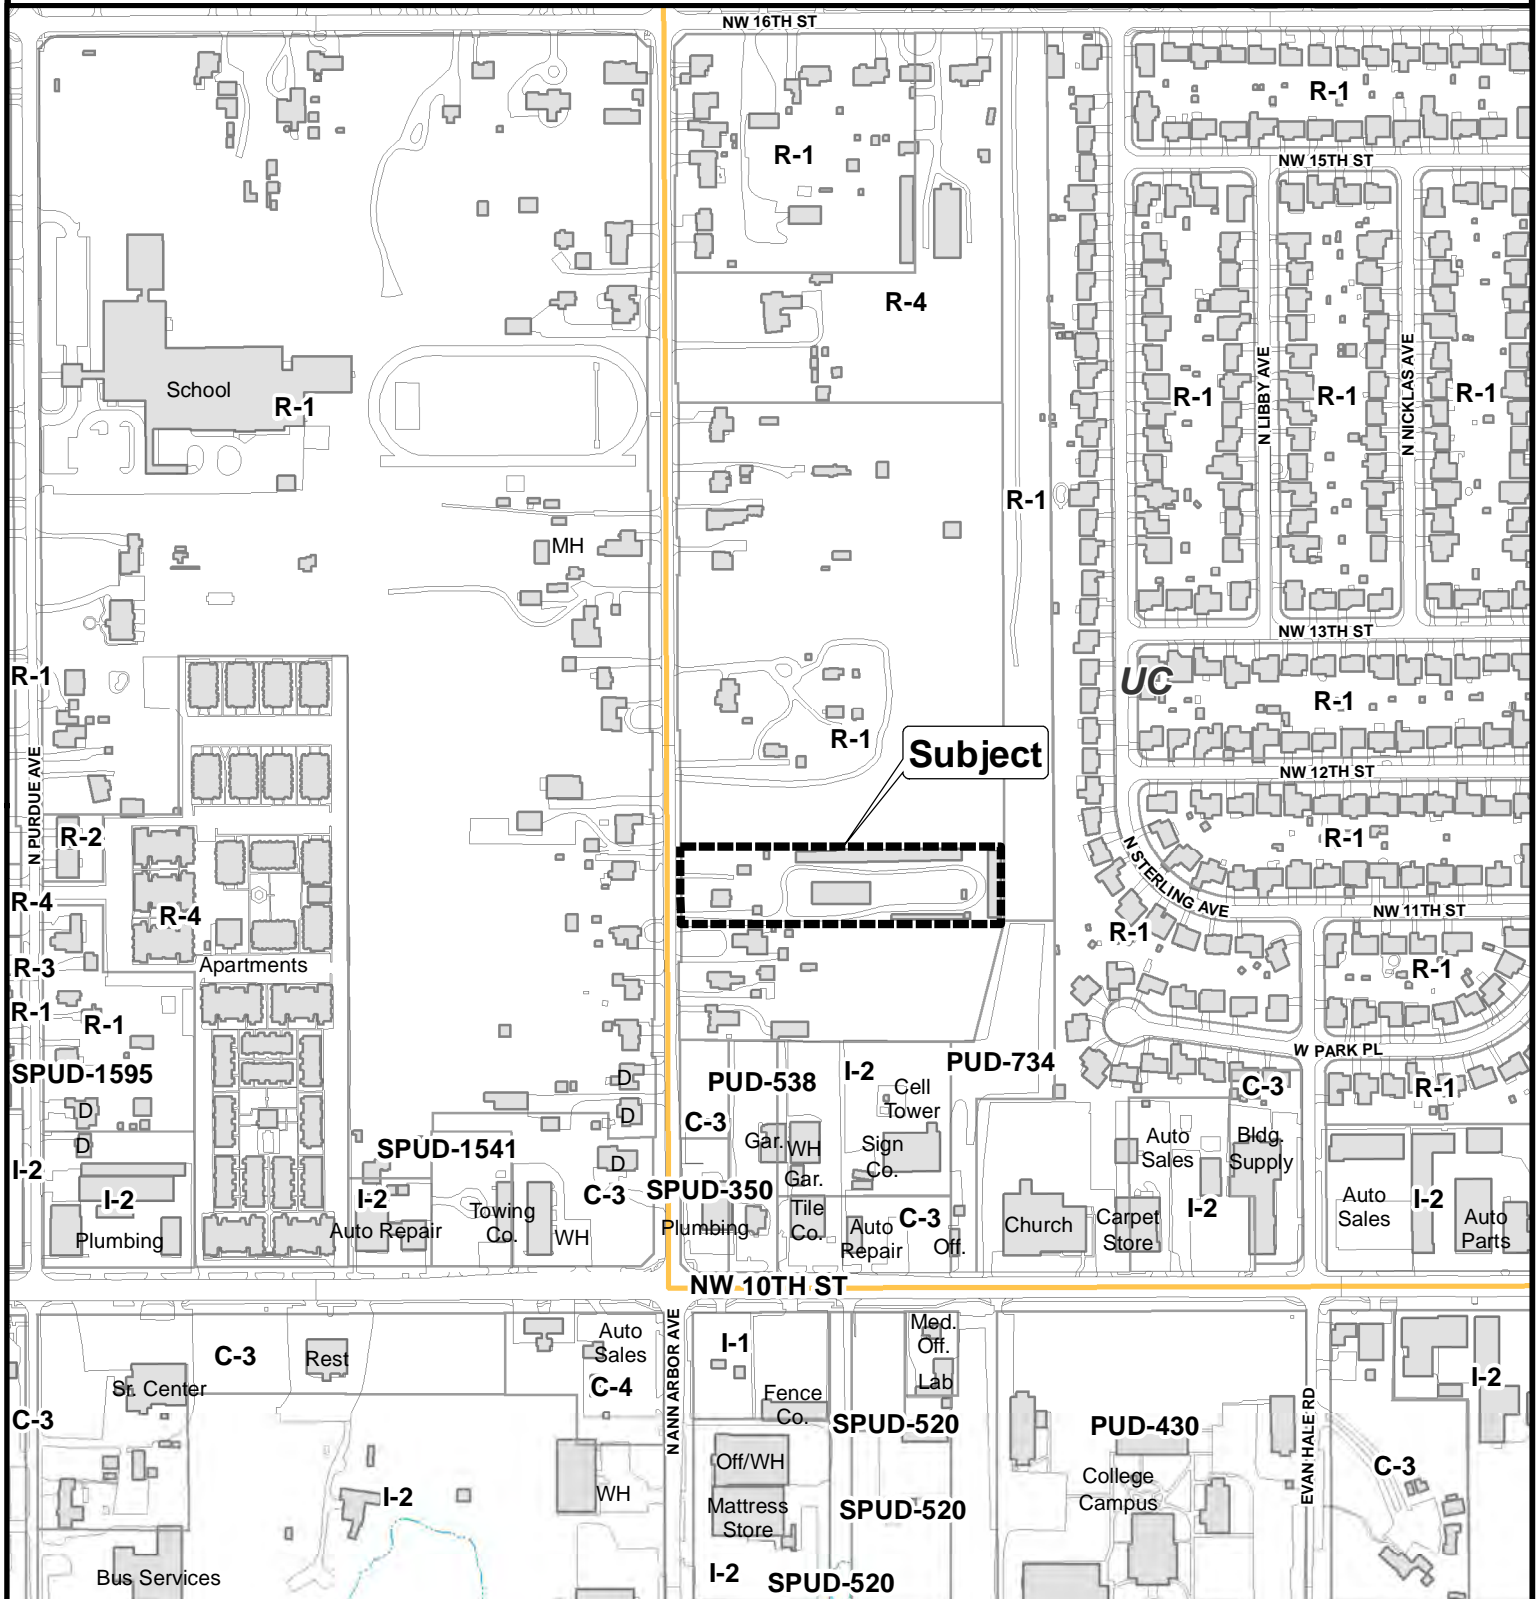 NW 16TH ST
R-1
R-1
NW 15TH ST
R-4
School
R-1
R-1
N LIBBY AVE
R-1
N NICKLAS AVE
R-1
R-1
MH
NW 13TH ST
R-1
UC
R-1
R-1
Subject
NW 12TH ST
N PURDUE AVE
R-2
R-1
N STERLING AVE
R-4
R-4
NW 11TH ST
R-1
Apartments
R-3
R-1
R-1
R-1
W PARK PL
SPUD-1595
PUD-538
I-2
PUD-734
D
C-3
R-1
Cell
Tower
D
D
C-3
Gar.
WH
Sign
Co.
Auto
Sales
Bldg.
Supply
D
SPUD-1541
D
I-2
Gar.
I-2
I-2
C-3
SPUD-350
Tile
Co.
C-3
I-2
Auto
Sales
I-2
Towing
Co.
Plumbing
Auto
Repair
Church
Carpet
Store
Auto
Parts
Plumbing
Auto Repair
WH
Off.
NW 10TH ST
N ANN ARBOR AVE
Auto
Sales
I-1
Med.
Off.
C-3
Rest
Lab
Sr. Center
C-4
Fence
Co.
I-2
C-3
SPUD-520
PUD-430
EVAN HALE RD
Off/WH
C-3
College
Campus
I-2
WH
Mattress
Store
SPUD-520
Bus Services
I-2
SPUD-520